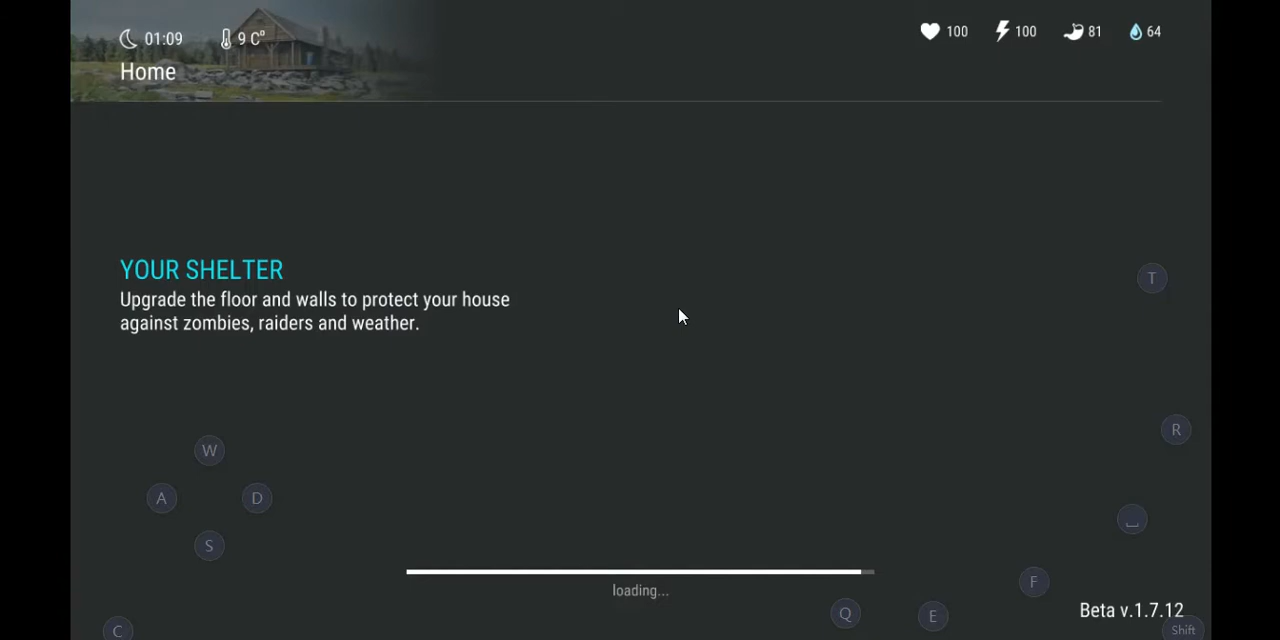 01:09 9 C° 100 100 81 64
Home
YOUR SHELTER
Upgrade the floor and walls to protect your house
against zombies, raiders and weather.
T
R
W
A D
S
loading...
F
Q E
Beta v.1.7.12
C Shift